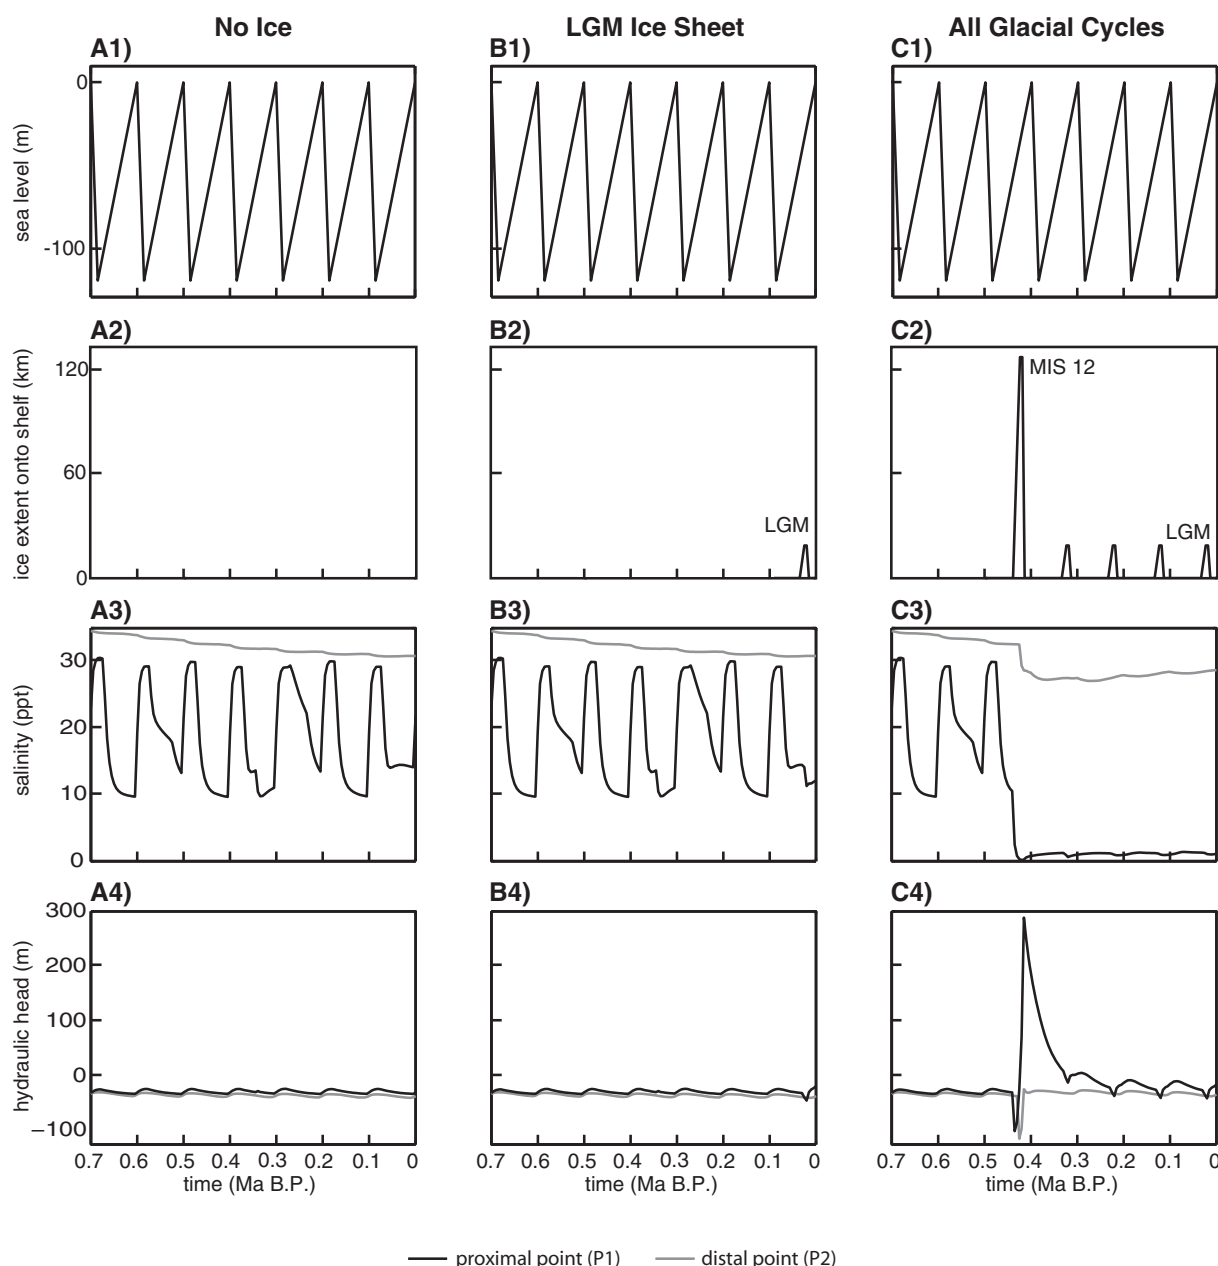 No Ice
LGM Ice Sheet
All Glacial Cycles
A1)
B1)
C1)
0
-100
sea level (m)
A2)
B2)
C2)
120
60
0
ice extent onto shelf (km)
LGM
MIS 12
LGM
A3)
B3)
C3)
30
20
10
0
salinity (ppt)
A4)
B4)
C4)
300
200
100
0
−100
hydraulic head (m)
0.7 0.6 0.5 0.4 0.3 0.2 0.1 0
0.7 0.6 0.5 0.4 0.3 0.2 0.1 0
0.7 0.6 0.5 0.4 0.3 0.2 0.1 0
time (Ma B.P.)
time (Ma B.P.)
time (Ma B.P.)
proximal point (P1)
distal point (P2)